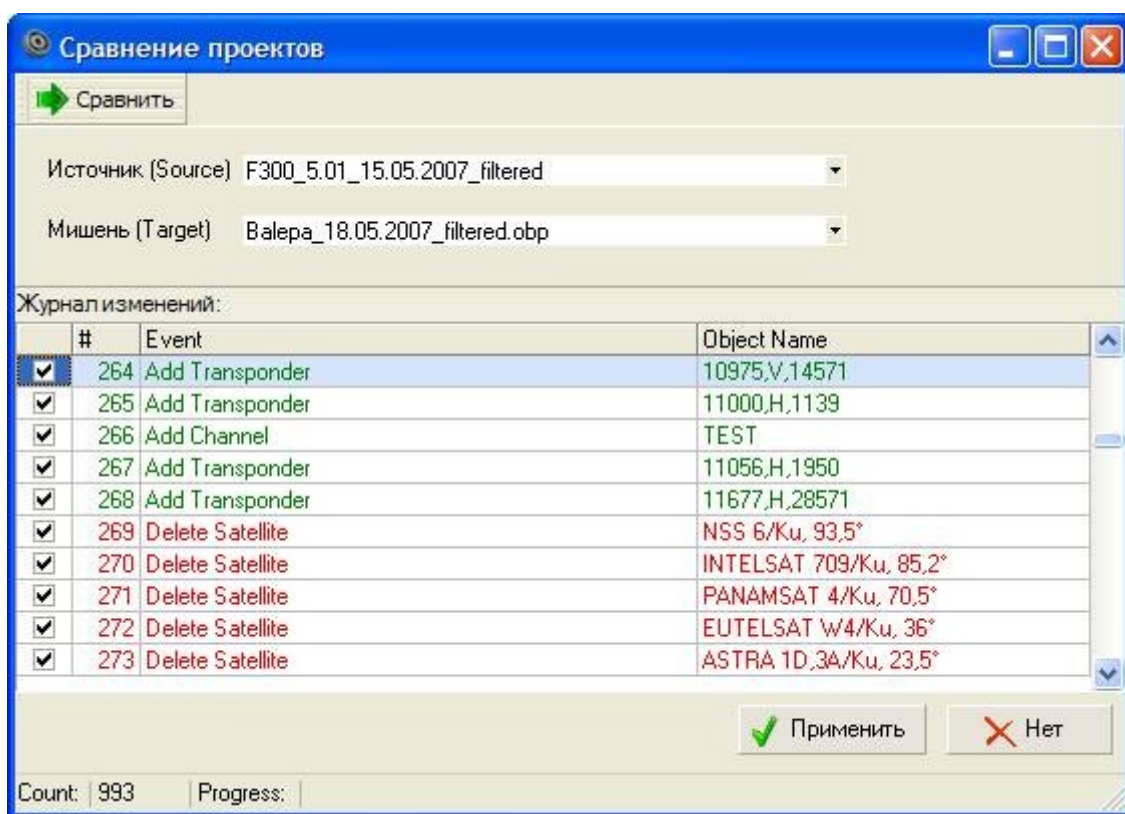 Сравнение проектов
Сравнить
Источник (Source) F300_5.01_15.05.2007_filtered
Мишень (Target) Balepa_18.05.2007_filtered.obp
Журнал изменений:
# Event Object Name
264 Add Transponder 10975,V,14571
265 Add Transponder 11000,H,1139
266 Add Channel TEST
267 Add Transponder 11056,H,1950
268 Add Transponder 11677,H,28571
269 Delete Satellite NSS 6/Ku, 93,5°
270 Delete Satellite INTELSAT 709/Ku, 85,2°
271 Delete Satellite PANAMSAT 4/Ku, 70,5°
272 Delete Satellite EUTELSAT W4/Ku, 36°
273 Delete Satellite ASTRA 1D,3A/Ku, 23,5°
Применить Нет
Count: 993 Progress: